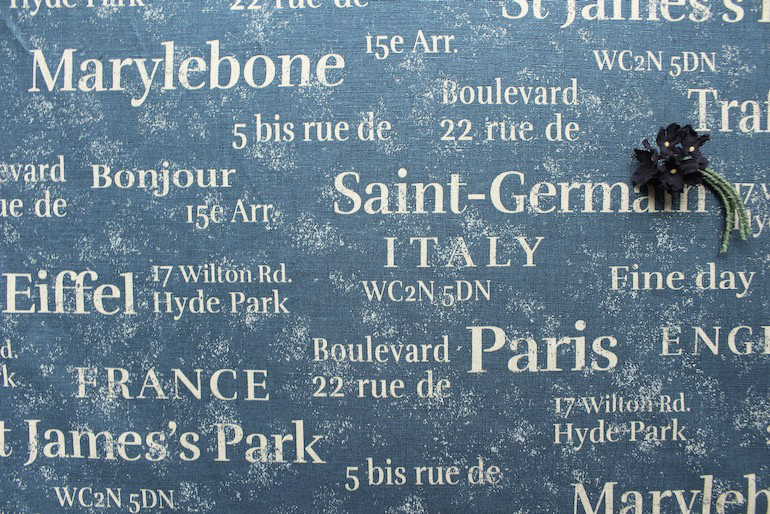 Hyde Park
22 rue de
St James's
15e Arr.
Marylebone
WC2N 5DN
Boulevard
22 rue de
Traf
5 bis rue de
evard
ue de
Bonjour
15e Arr.
Saint-Germain
17
ITALY
WC2N 5DN
Fine day
Eiffel
17 Wilton Rd.
Hyde Park
Boulevard
22 rue de
Paris
ENG
d.
k
FRANCE
17 Wilton Rd.
Hyde Park
t James's Park
5 bis rue de
WC2N 5DN
Maryleb